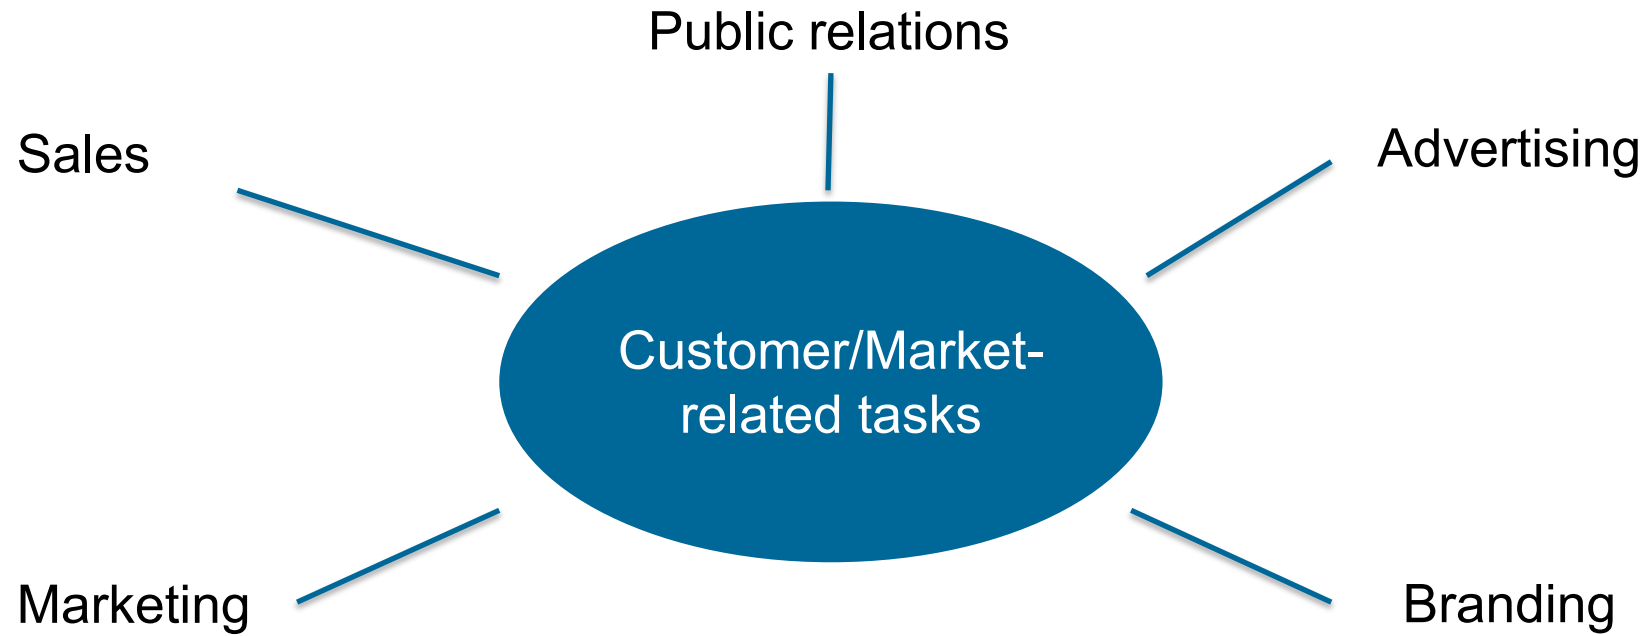 Public relations
Sales
Advertising
Customer/Market-
related tasks
Marketing
Branding